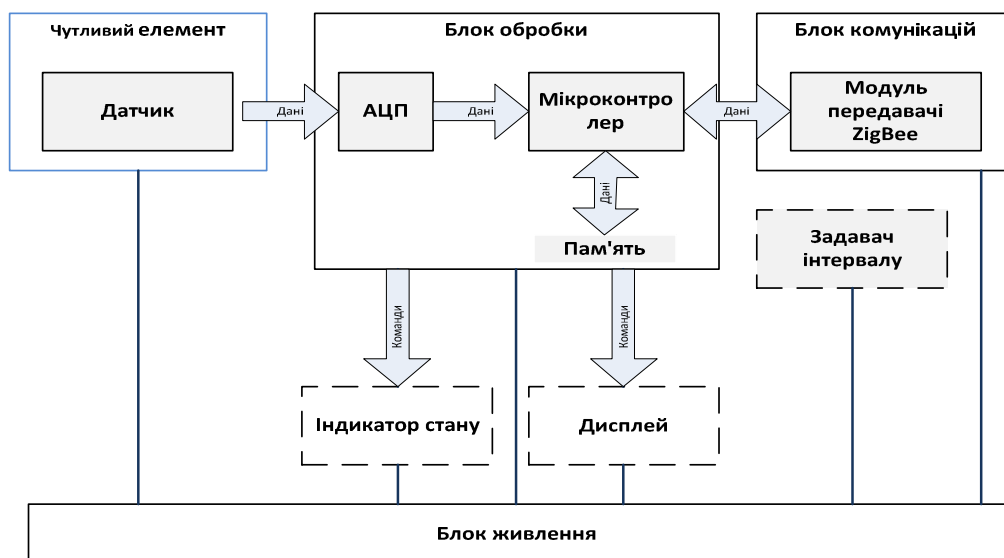 Чутливий елемент
Блок обробки
Блок комунікацій
Датчик
Дані
АЦП
Дані
Мікроконтро
лер
Дані
Модуль
передавачі
ZigBee
Дані
Пам'ять
Задавач
інтервалу
Команди
Команди
Індикатор стану
Дисплей
Блок живлення